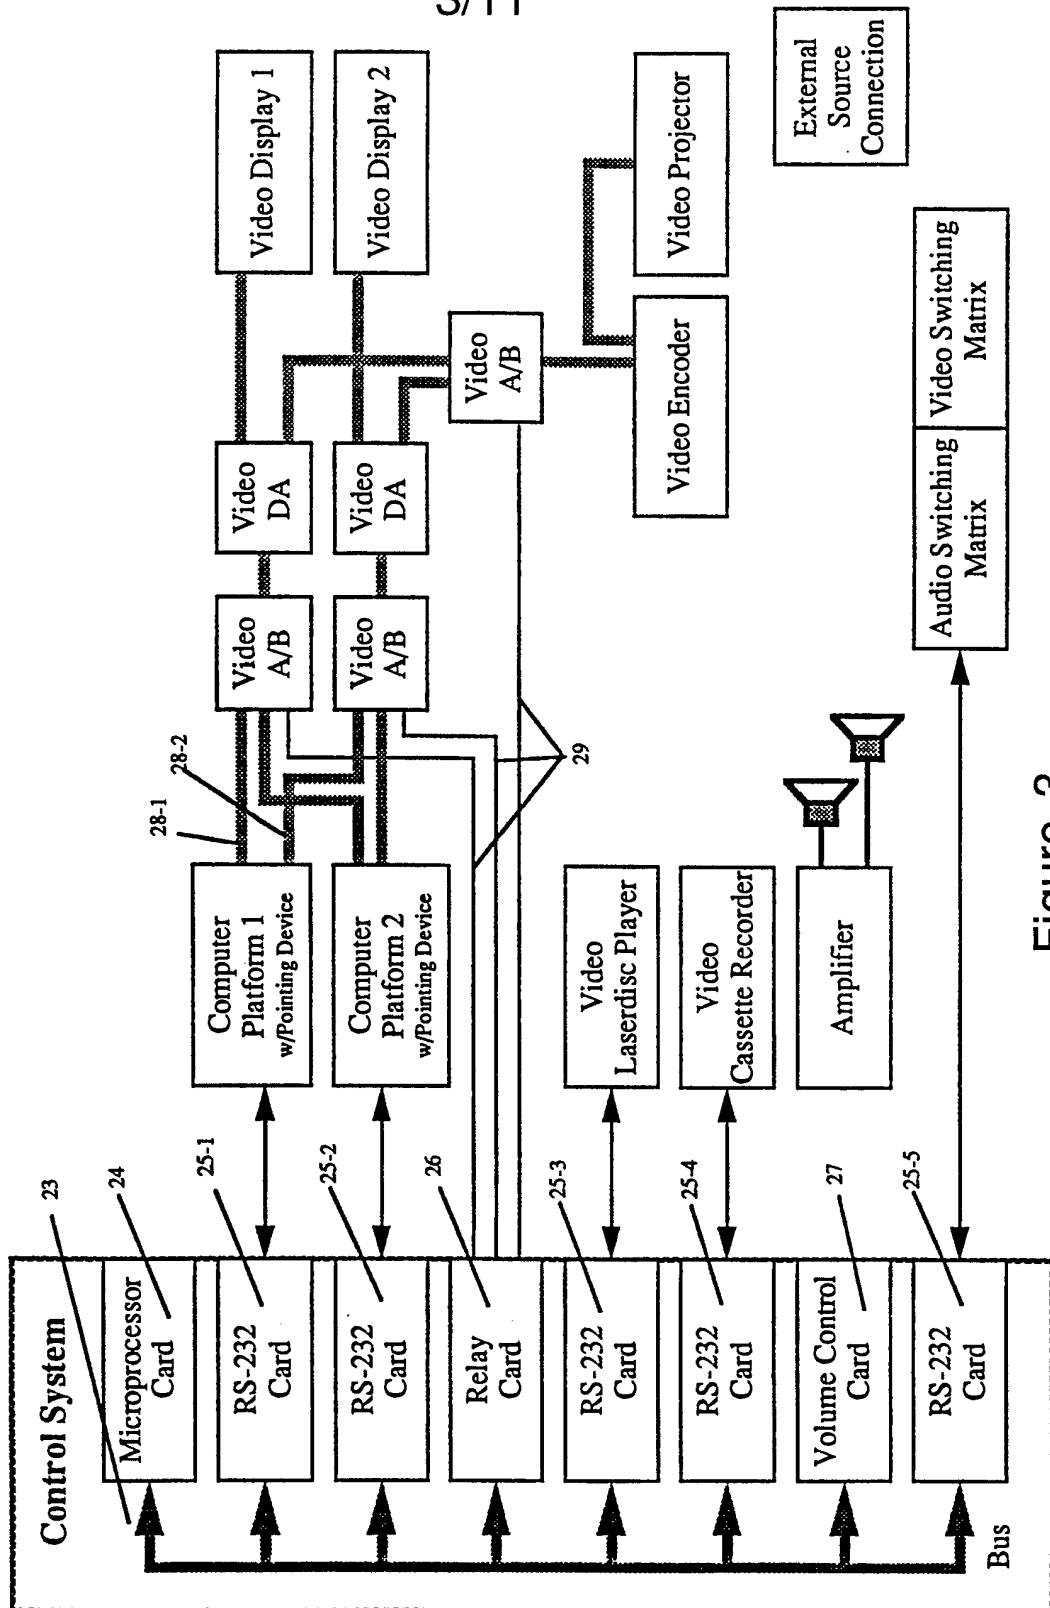 3/11
Control System
Bus
23
Microprocessor
Card
24
RS-232
Card
25-1
RS-232
Card
25-2
Relay
Card
26
RS-232
Card
25-3
RS-232
Card
25-4
Volume Control
Card
27
RS-232
Card
25-5
Computer
Platform 1
w/Pointing Device
28-1
28-2
Computer
Platform 2
w/Pointing Device
29
Video
Laserdisc Player
Video
Cassette Recorder
Amplifier
Video
A/B
Video
A/B
Video
DA
Video
DA
Video
A/B
Video Display 1
Video Display 2
Video Encoder
Video Projector
Audio Switching
Matrix
Video Switching
Matrix
External
Source
Connection
Figure 3